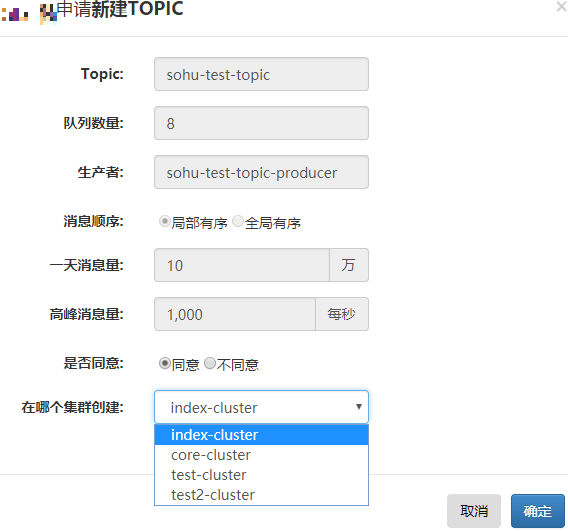 申请新建TOPIC ×
Topic: sohu-test-topic
队列数量: 8
生产者: sohu-test-topic-producer
消息顺序: 局部有序 全局有序
一天消息量: 10 万
高峰消息量: 1,000 每秒
是否同意: 同意 不同意
在哪个集群创建: index-cluster
index-cluster
core-cluster
test-cluster
test2-cluster
取消 确定